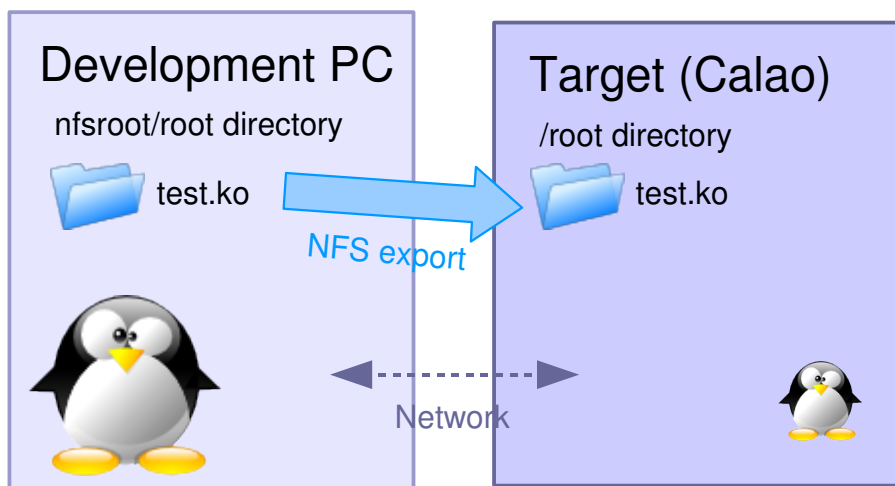 Development PC
nfsroot/root directory
test.ko
NFS export
Network
Target (Calao)
/root directory
test.ko